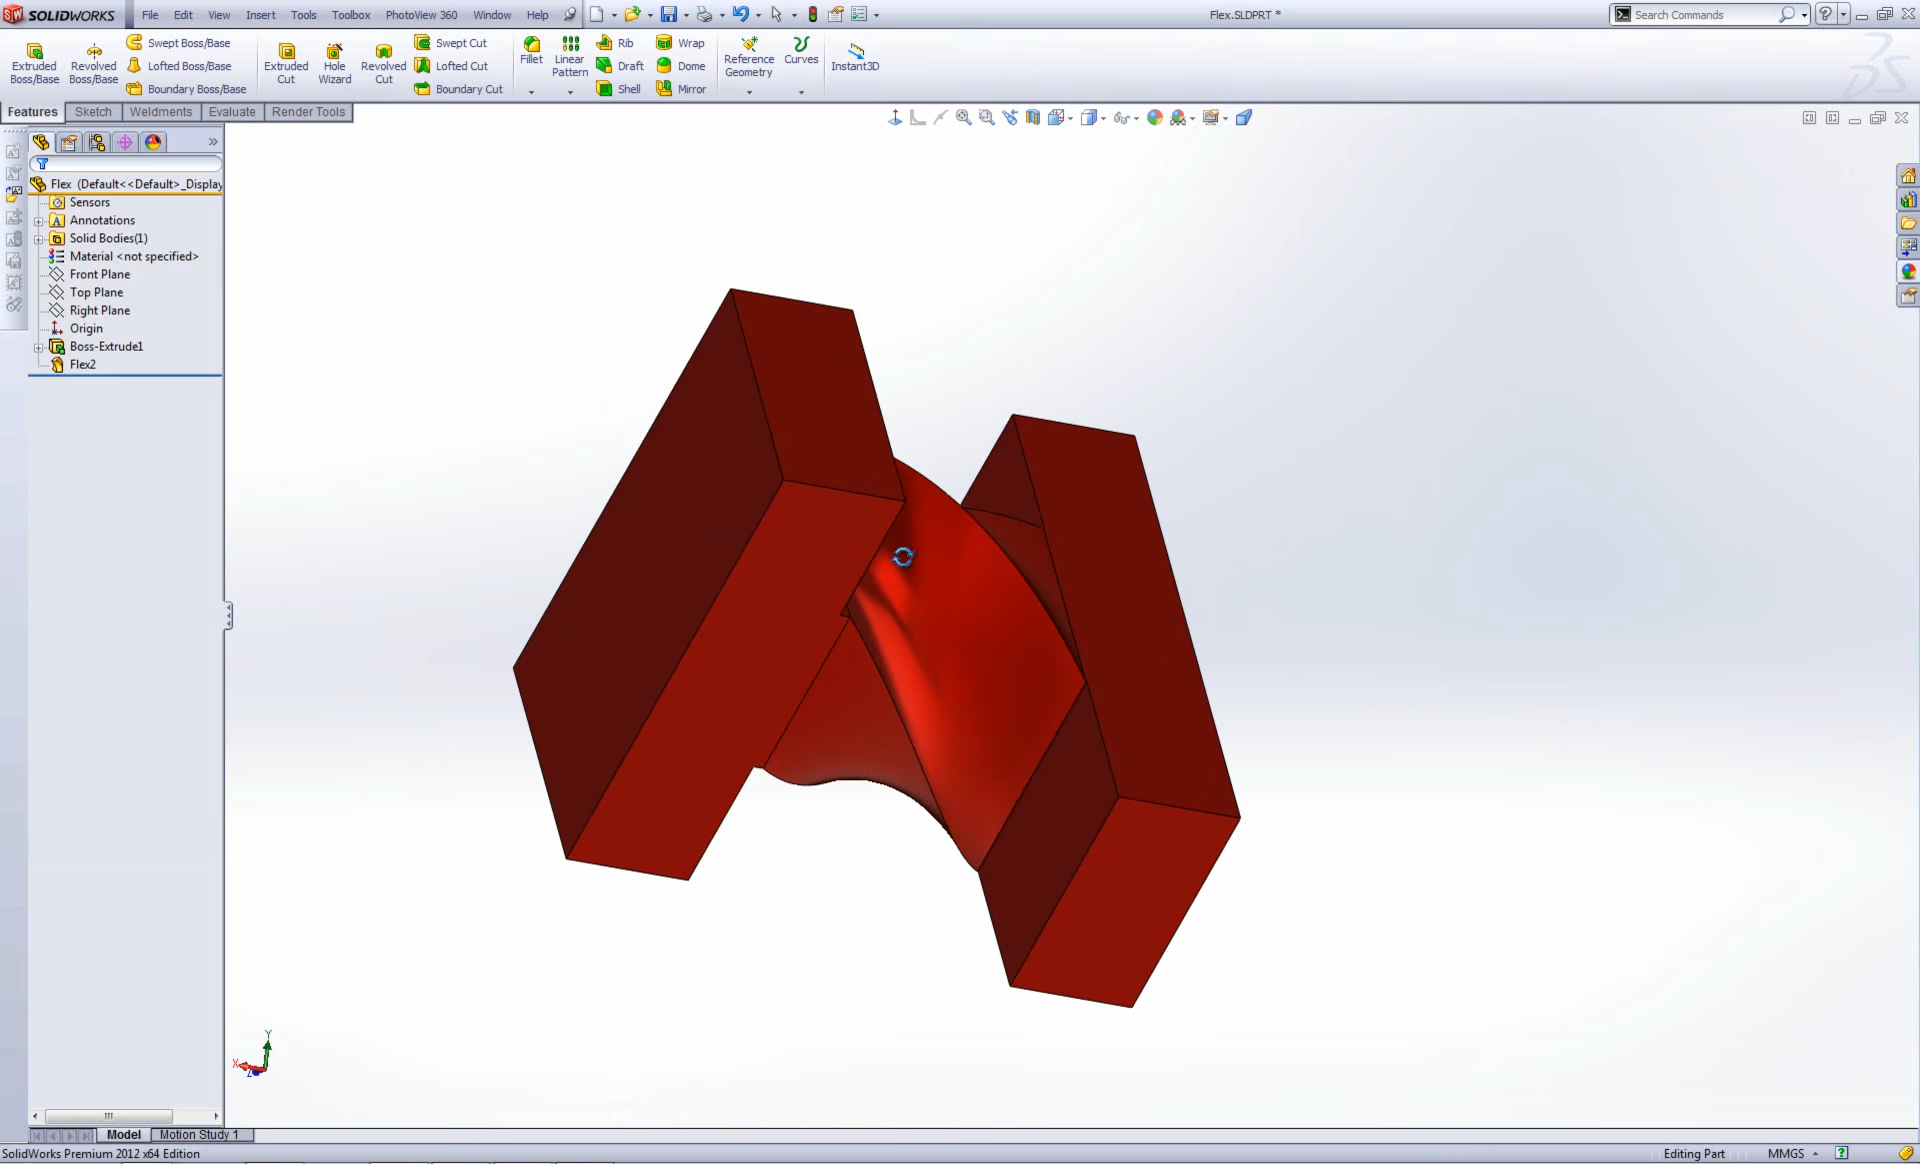 SW SOLIDWORKS File Edit View Insert Tools Toolbox PhotoView 360 Window Help Flex.SLDPRT * Search Commands
Extruded Boss/Base
Revolved Boss/Base
Swept Boss/Base
Lofted Boss/Base
Boundary Boss/Base
Extruded Cut
Hole Wizard
Revolved Cut
Swept Cut
Lofted Cut
Boundary Cut
Fillet
Linear Pattern
Rib
Draft
Shell
Wrap
Dome
Mirror
Reference Geometry
Curves
Instant3D
Features Sketch Weldments Evaluate Render Tools
Flex (Default<<Default>_Display
Sensors
Annotations
Solid Bodies(1)
Material <not specified>
Front Plane
Top Plane
Right Plane
Origin
Boss-Extrude1
Flex2
Y
X
Z
Model Motion Study 1
SolidWorks Premium 2012 x64 Edition Editing Part MMGS